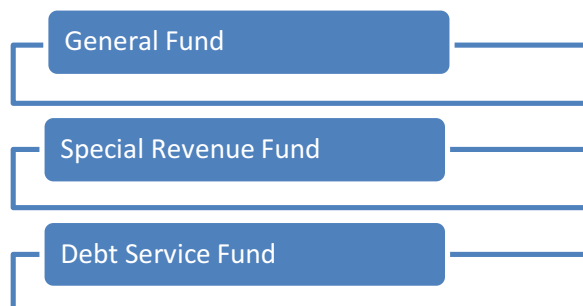 General Fund
Special Revenue Fund
Debt Service Fund